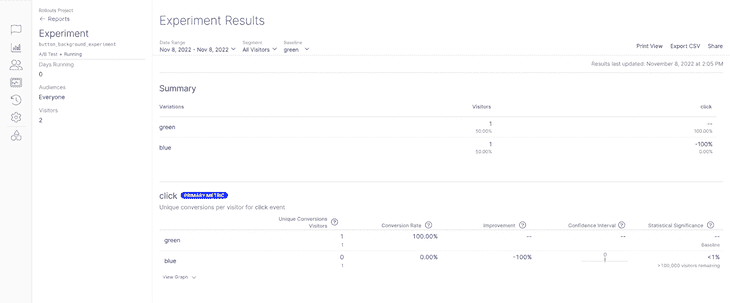 Rollouts Project
← Reports
Experiment
button_background_experiment
A/B Test • Running
Days Running
0
Audiences
Everyone
Visitors
2
Experiment Results
Date Range
Nov 8, 2022 - Nov 8, 2022
Segment
All Visitors
Baseline
green
Print View
Export CSV
Share
Results last updated: November 8, 2022 at 2:05 PM
Summary
Variations Visitors click
green 1 --
50.00% 100.00%
blue 1 -100%
50.00% 0.00%
click PRIMARY METRIC
Unique conversions per visitor for click event
Unique Conversions
Visitors
Conversion Rate
Improvement
Confidence Interval
Statistical Significance
green 1 100.00% -- -- --
1 Baseline
blue 0 0.00% -100% 0 <1%
1 >100,000 visitors remaining
View Graph